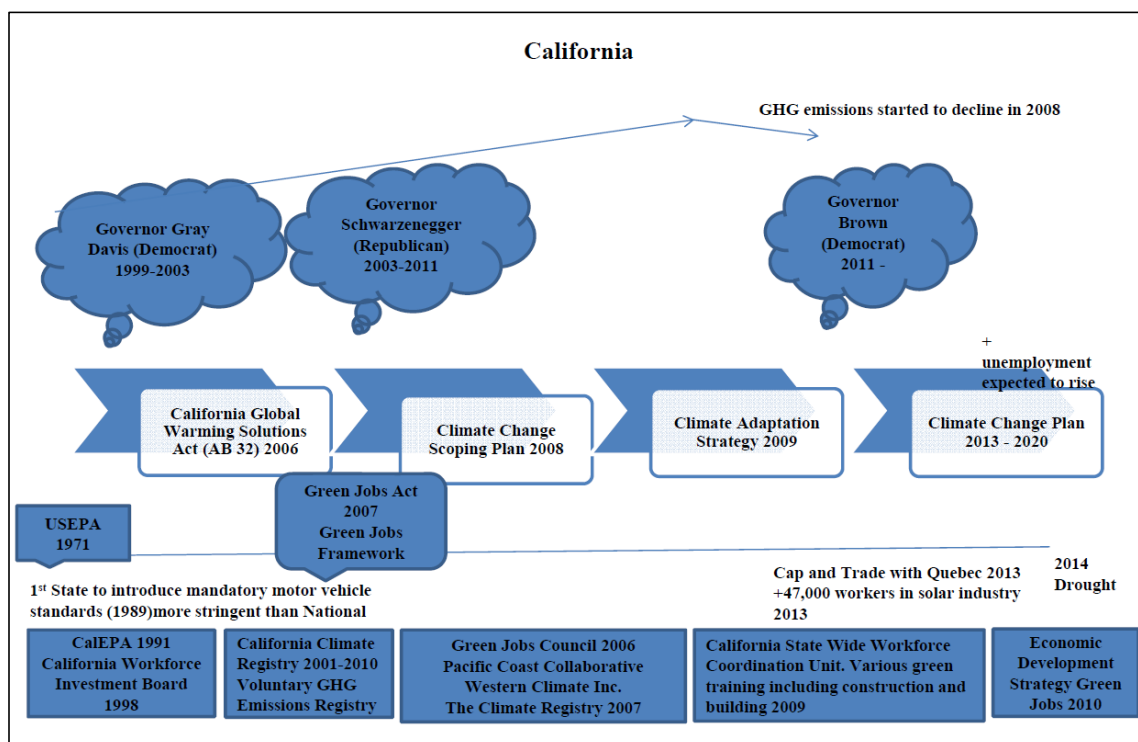 California
GHG emissions started to decline in 2008
Governor Gray
Davis (Democrat)
1999-2003
Governor
Schwarzenegger
(Republican)
2003-2011
Governor
Brown
(Democrat)
2011 -
+
unemployment
expected to rise
California Global
Warming Solutions
Act (AB 32) 2006
Climate Change
Scoping Plan 2008
Climate Adaptation
Strategy 2009
Climate Change Plan
2013 - 2020
USEPA
1971
Green Jobs Act
2007
Green Jobs
Framework
1st State to introduce mandatory motor vehicle
standards (1989)more stringent than National
Cap and Trade with Quebec 2013
+47,000 workers in solar industry
2013
2014
Drought
CalEPA 1991
California Workforce
Investment Board
1998
California Climate
Registry 2001-2010
Voluntary GHG
Emissions Registry
Green Jobs Council 2006
Pacific Coast Collaborative
Western Climate Inc.
The Climate Registry 2007
California State Wide Workforce
Coordination Unit. Various green
training including construction and
building 2009
Economic
Development
Strategy Green
Jobs 2010